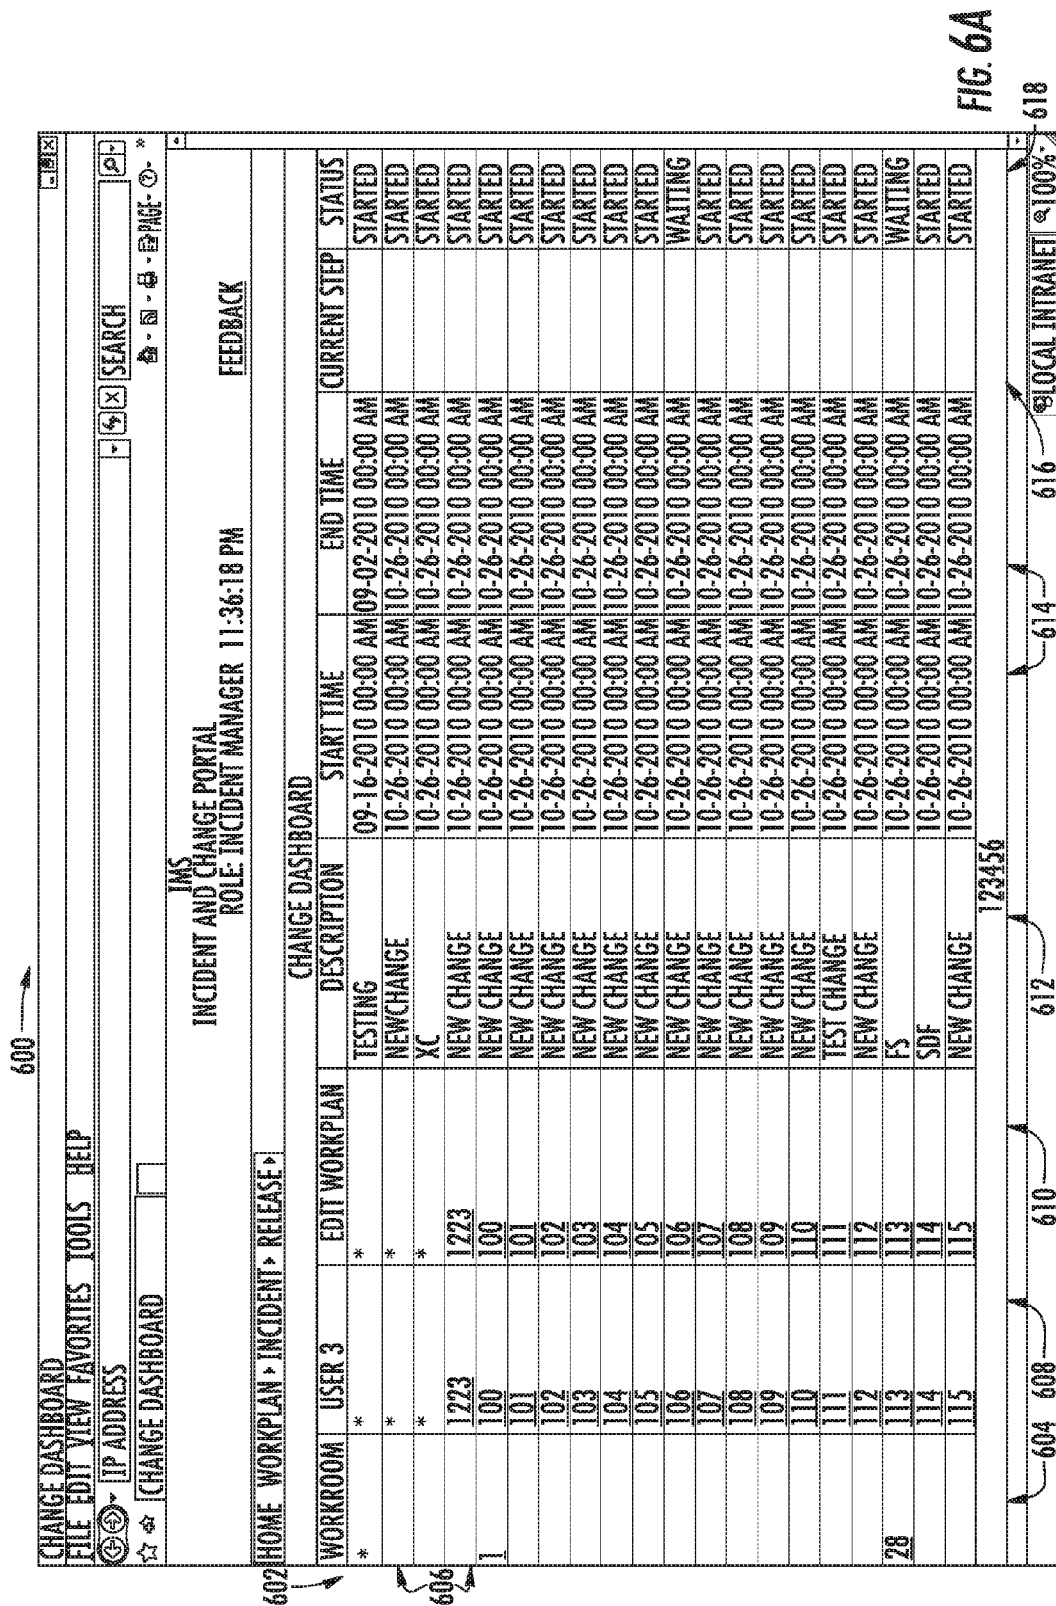 600
CHANGE DASHBOARD
FILE EDIT VIEW FAVORITES TOOLS HELP
IP ADDRESS SEARCH
CHANGE DASHBOARD PAGE
IMS
INCIDENT AND CHANGE PORTAL
ROLE: INCIDENT MANAGER 11:36:18 PM
FEEDBACK
602
HOME WORKPLAN INCIDENT RELEASE
CHANGE DASHBOARD
WORKROOM USER 3 EDIT WORKPLAN DESCRIPTION START TIME END TIME CURRENT STEP STATUS
* * * TESTING 09-16-2010 00:00 AM 09-02-2010 00:00 AM STARTED
* * NEWCHANGE 10-26-2010 00:00 AM 10-26-2010 00:00 AM STARTED
* * XC 10-26-2010 00:00 AM 10-26-2010 00:00 AM STARTED
606
1223 1223 NEW CHANGE 10-26-2010 00:00 AM 10-26-2010 00:00 AM STARTED
1 100 100 NEW CHANGE 10-26-2010 00:00 AM 10-26-2010 00:00 AM STARTED
101 101 NEW CHANGE 10-26-2010 00:00 AM 10-26-2010 00:00 AM STARTED
102 102 NEW CHANGE 10-26-2010 00:00 AM 10-26-2010 00:00 AM STARTED
103 103 NEW CHANGE 10-26-2010 00:00 AM 10-26-2010 00:00 AM STARTED
104 104 NEW CHANGE 10-26-2010 00:00 AM 10-26-2010 00:00 AM STARTED
105 105 NEW CHANGE 10-26-2010 00:00 AM 10-26-2010 00:00 AM STARTED
106 106 NEW CHANGE 10-26-2010 00:00 AM 10-26-2010 00:00 AM WAITING
107 107 NEW CHANGE 10-26-2010 00:00 AM 10-26-2010 00:00 AM STARTED
108 108 NEW CHANGE 10-26-2010 00:00 AM 10-26-2010 00:00 AM STARTED
109 109 NEW CHANGE 10-26-2010 00:00 AM 10-26-2010 00:00 AM STARTED
110 110 NEW CHANGE 10-26-2010 00:00 AM 10-26-2010 00:00 AM STARTED
111 111 TEST CHANGE 10-26-2010 00:00 AM 10-26-2010 00:00 AM STARTED
112 112 NEW CHANGE 10-26-2010 00:00 AM 10-26-2010 00:00 AM STARTED
28 113 113 FS 10-26-2010 00:00 AM 10-26-2010 00:00 AM WAITING
114 114 SDF 10-26-2010 00:00 AM 10-26-2010 00:00 AM STARTED
115 115 NEW CHANGE 10-26-2010 00:00 AM 10-26-2010 00:00 AM STARTED
123456
LOCAL INTRANET 100%
604 608 610 612 614 616 618
FIG. 6A